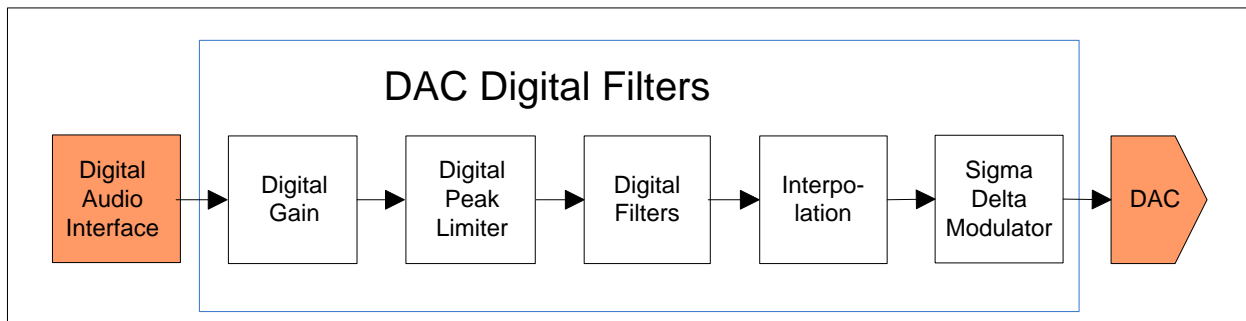 DAC Digital Filters
Digital
Audio
Interface
Digital
Gain
Digital
Peak
Limiter
Digital
Filters
Interpo-
lation
Sigma
Delta
Modulator
DAC